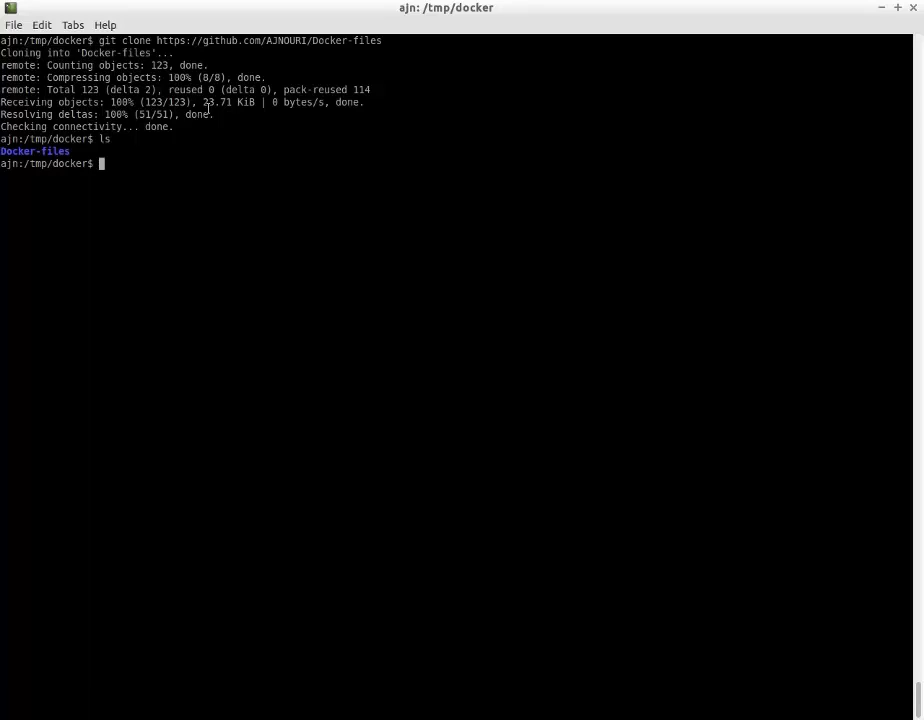 ajn: /tmp/docker
File Edit Tabs Help
ajn:/tmp/docker$ git clone https://github.com/AJNOURI/Docker-files
Cloning into 'Docker-files'...
remote: Counting objects: 123, done.
remote: Compressing objects: 100% (8/8), done.
remote: Total 123 (delta 2), reused 0 (delta 0), pack-reused 114
Receiving objects: 100% (123/123), 23.71 KiB | 0 bytes/s, done.
Resolving deltas: 100% (51/51), done.
Checking connectivity... done.
ajn:/tmp/docker$ ls
Docker-files
ajn:/tmp/docker$